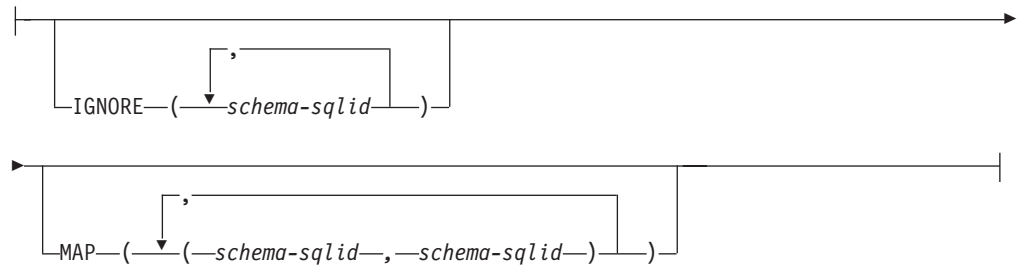 ,
IGNORE ( schema-sqlid )
,
MAP ( ( schema-sqlid , schema-sqlid ) )